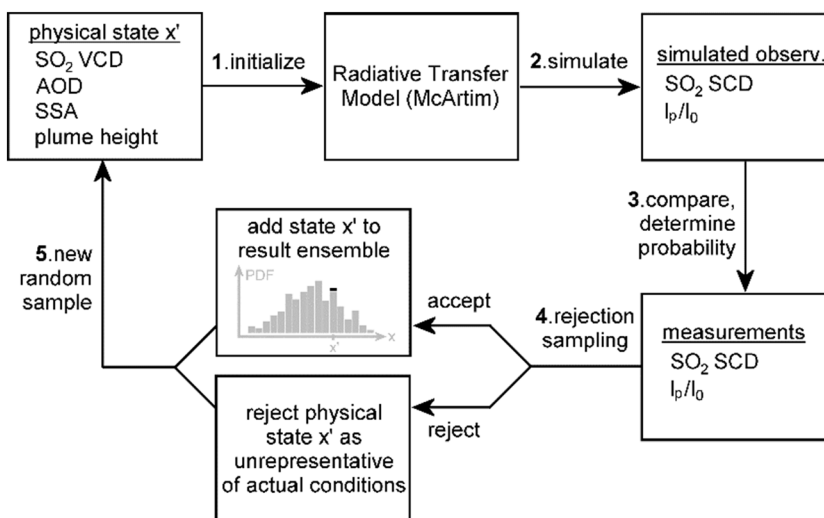 physical state x'
SO₂ VCD
AOD
SSA
plume height
1.initialize
Radiative Transfer
Model (McArtim)
2.simulate
simulated observ.
SO₂ SCD
Iₚ/I₀
3.compare,
determine
probability
measurements
SO₂ SCD
Iₚ/I₀
4.rejection
sampling
accept
reject
add state x' to
result ensemble
PDF
x
x'
reject physical
state x' as
unrepresentative
of actual conditions
5.new
random
sample